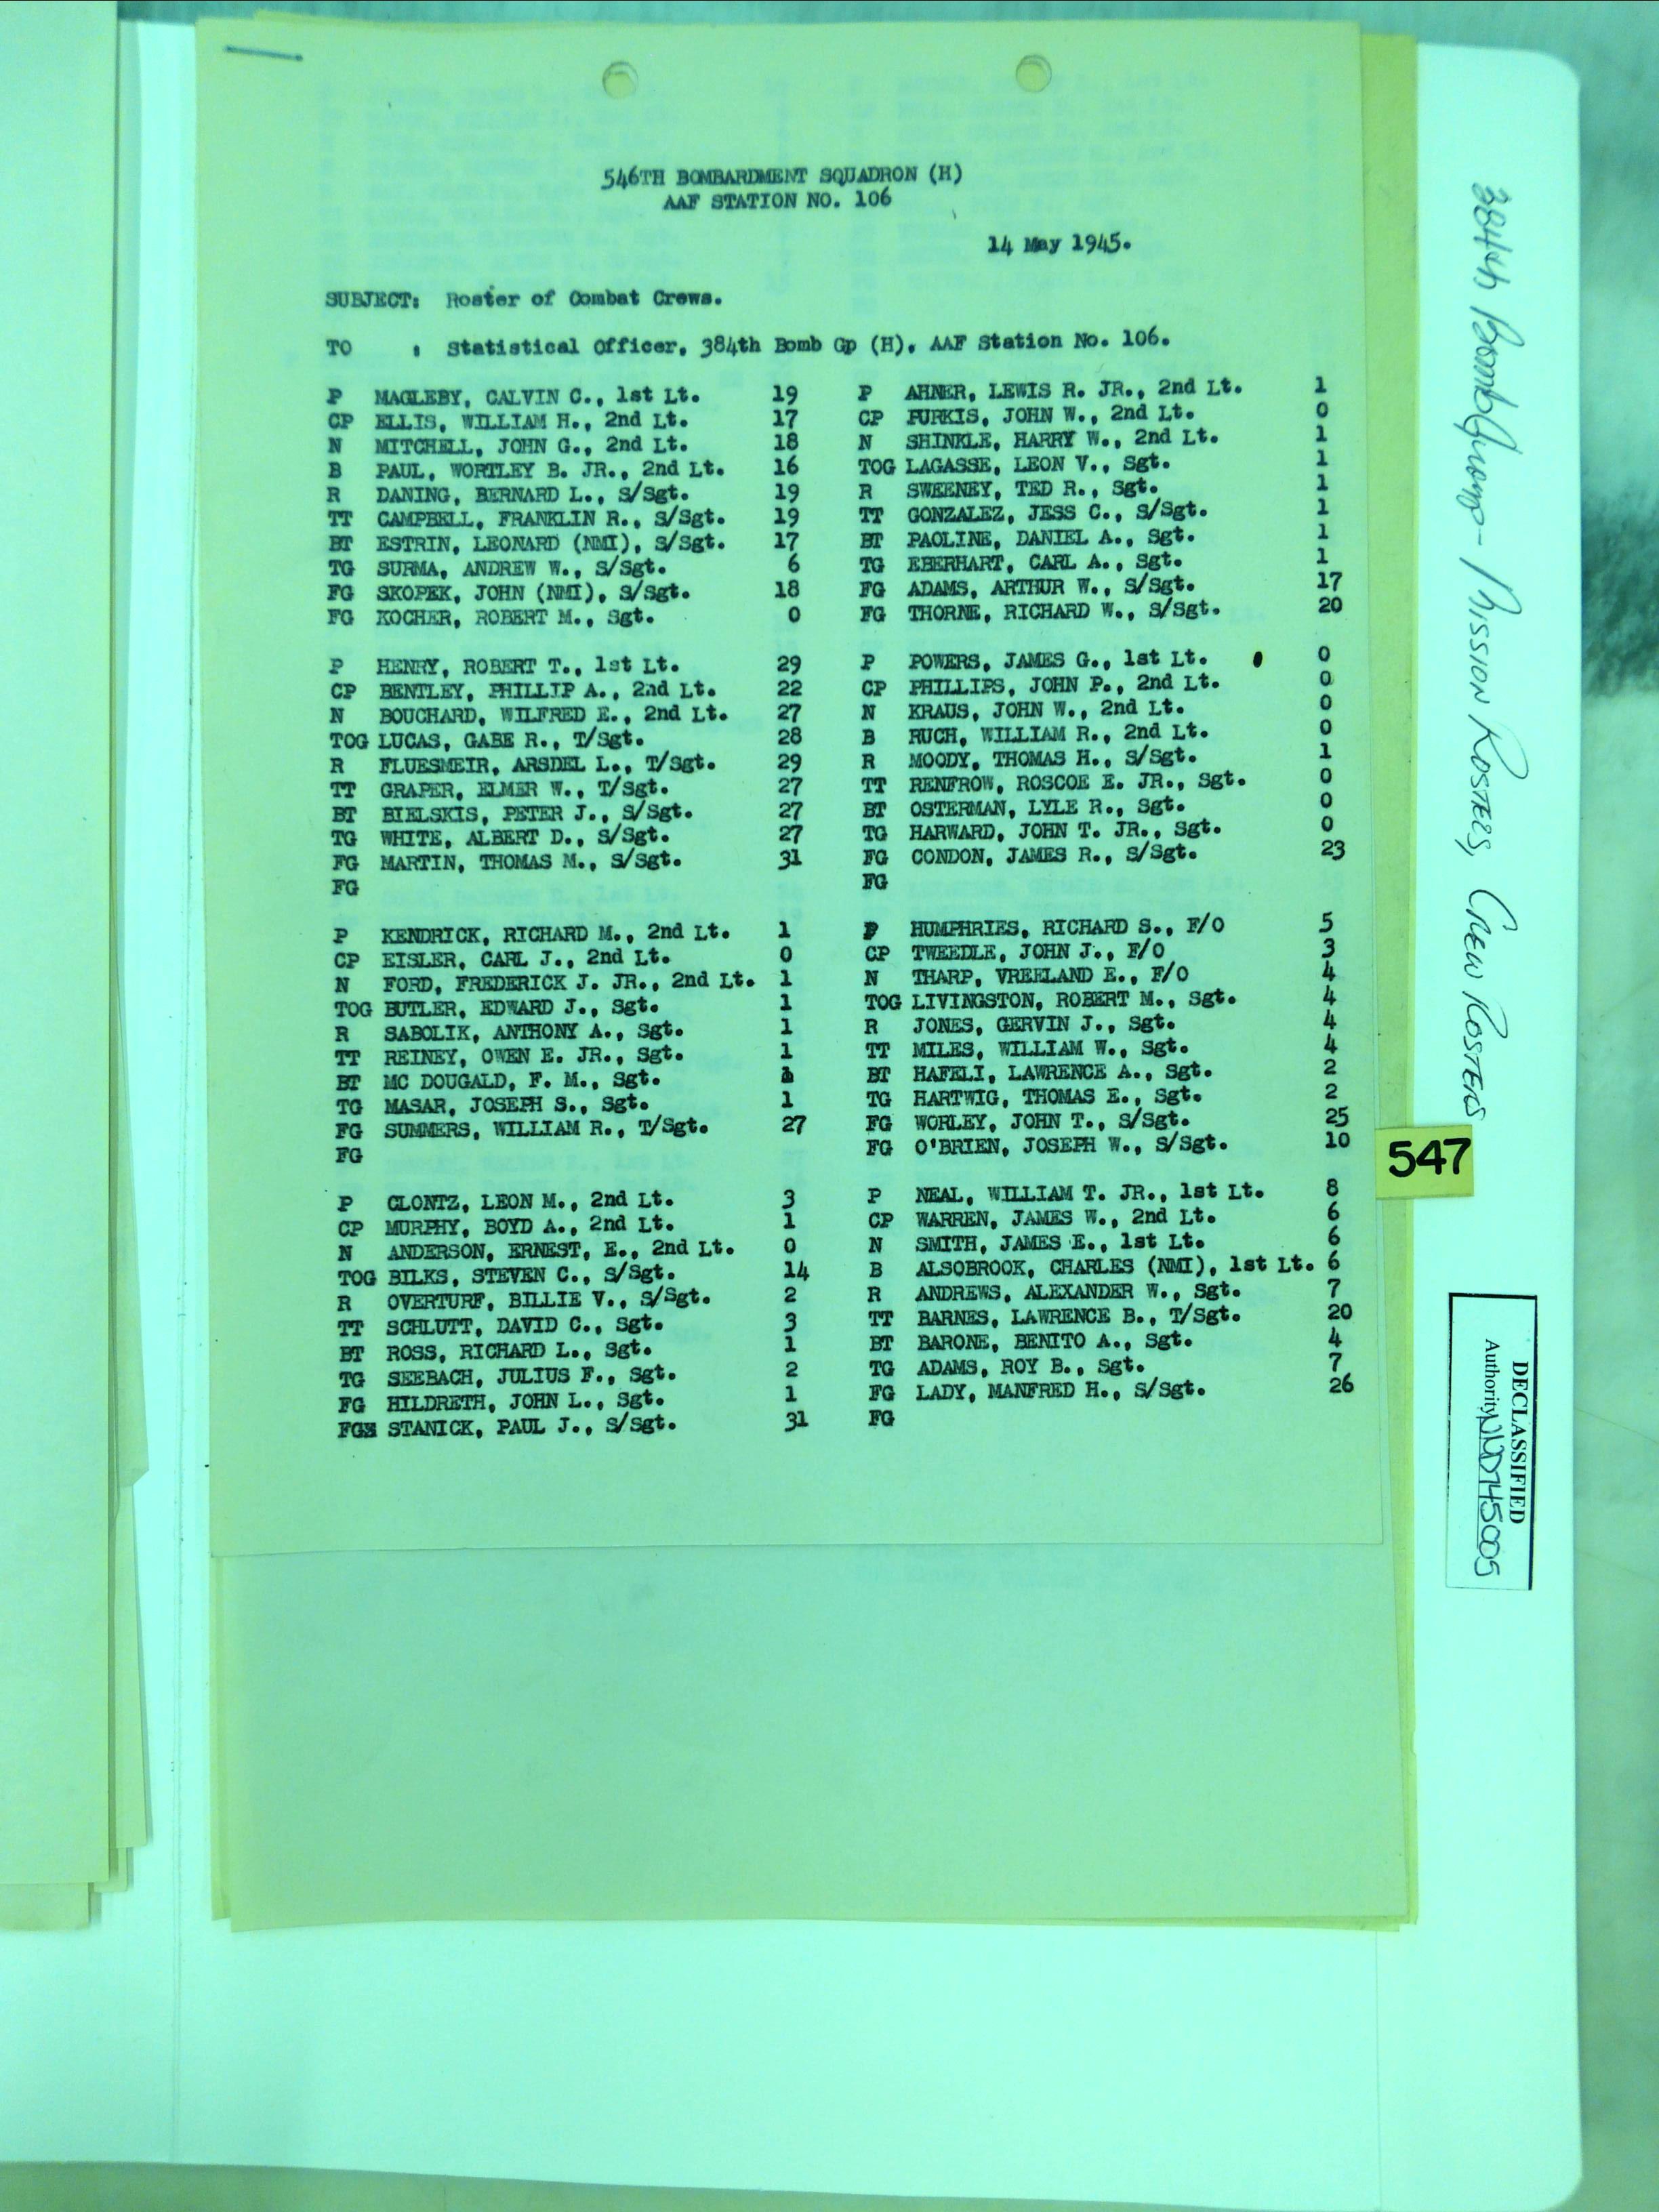 546TH BOMBARDMENT SQUADRON (H)
AAF STATION NO. 106
14 May 1945.
SUBJECT: Roster of Combat Crews.
TO : Statistical Officer, 384th Bomb Gp (H), AAF Station No. 106.
P MAGLEBY, CALVIN C., 1st Lt. 19
CP ELLIS, WILLIAM H., 2nd Lt. 17
N MITCHELL, JOHN G., 2nd Lt. 18
B PAUL, WORTLEY B. JR., 2nd Lt. 16
R DANING, BERNARD L., S/Sgt. 19
TT CAMPBELL, FRANKLIN R., S/Sgt. 19
BT ESTRIN, LEONARD (NMI), S/Sgt. 17
TG SURMA, ANDREW W., S/Sgt. 6
FG SKOPEK, JOHN (NMI), S/Sgt. 18
FG KOCHER, ROBERT M., Sgt. 0
P HENRY, ROBERT T., 1st Lt. 29
CP BENTLEY, PHILLIP A., 2nd Lt. 22
N BOUCHARD, WILFRED E., 2nd Lt. 27
TOG LUCAS, GABE R., T/Sgt. 28
R FLUESMEIR, ARSDEL L., T/Sgt. 29
TT GRAPER, ELMER W., T/Sgt. 27
BT BIELSKIS, PETER J., S/Sgt. 27
TG WHITE, ALBERT D., S/Sgt. 27
FG MARTIN, THOMAS M., S/Sgt. 31
FG
P KENDRICK, RICHARD M., 2nd Lt. 1
CP EISLER, CARL J., 2nd Lt. 0
N FORD, FREDERICK J. JR., 2nd Lt. 1
TOG BUTLER, EDWARD J., Sgt. 1
R SABOLIK, ANTHONY A., Sgt. 1
TT REINEY, OWEN E. JR., Sgt. 1
BT MC DOUGALD, F. M., Sgt. 1
TG MASAR, JOSEPH S., Sgt. 1
FG SUMMERS, WILLIAM R., T/Sgt. 27
FG
P CLONTZ, LEON M., 2nd Lt. 3
CP MURPHY, BOYD A., 2nd Lt. 1
N ANDERSON, ERNEST, E., 2nd Lt. 0
TOG BILKS, STEVEN C., S/Sgt. 14
R OVERTURF, BILLIE V., S/Sgt. 2
TT SCHLUTT, DAVID C., Sgt. 3
BT ROSS, RICHARD L., Sgt. 1
TG SEEBACH, JULIUS F., Sgt. 2
FG HILDRETH, JOHN L., Sgt. 1
FG STANICK, PAUL J., S/Sgt. 31
P AHNER, LEWIS R. JR., 2nd Lt. 1
CP PURKIS, JOHN W., 2nd Lt. 0
N SHINKLE, HARRY W., 2nd Lt. 1
TOG LAGASSE, LEON V., Sgt. 1
R SWEENEY, TED R., Sgt. 1
TT GONZALEZ, JESS C., S/Sgt. 1
BT PAOLINE, DANIEL A., Sgt. 1
TG EBERHART, CARL A., Sgt. 1
FG ADAMS, ARTHUR W., S/Sgt. 17
FG THORNE, RICHARD W., S/Sgt. 20
P POWERS, JAMES G., 1st Lt. 0
CP PHILLIPS, JOHN P., 2nd Lt. 0
N KRAUS, JOHN W., 2nd Lt. 0
B RUCH, WILLIAM R., 2nd Lt. 0
R MOODY, THOMAS H., S/Sgt. 1
TT RENFROW, ROSCOE E. JR., Sgt. 0
BT OSTERMAN, LYLE R., Sgt. 0
TG HARWARD, JOHN T. JR., Sgt. 0
FG CONDON, JAMES R., S/Sgt. 23
FG
P HUMPHRIES, RICHARD S., F/O 5
CP TWEEDLE, JOHN J., F/O 3
N THARP, VREELAND E., F/O 4
TOG LIVINGSTON, ROBERT M., Sgt. 4
R JONES, GERVIN J., Sgt. 4
TT MILES, WILLIAM W., Sgt. 4
BT HAFELI, LAWRENCE A., Sgt. 2
TG HARTWIG, THOMAS E., Sgt. 2
FG WORLEY, JOHN T., S/Sgt. 25
FG O'BRIEN, JOSEPH W., S/Sgt. 10
P NEAL, WILLIAM T. JR., 1st Lt. 8
CP WARREN, JAMES W., 2nd Lt. 6
N SMITH, JAMES E., 1st Lt. 6
B ALSOBROOK, CHARLES (NMI), 1st Lt. 6
R ANDREWS, ALEXANDER W., Sgt. 7
TT BARNES, LAWRENCE B., T/Sgt. 20
BT BARONE, BENITO A., Sgt. 4
TG ADAMS, ROY B., Sgt. 7
FG LADY, MANFRED H., S/Sgt. 26
FG
384th Bomb Group - Mission Rosters, Crew Rosters
547
DECLASSIFIED
Authority NND745005